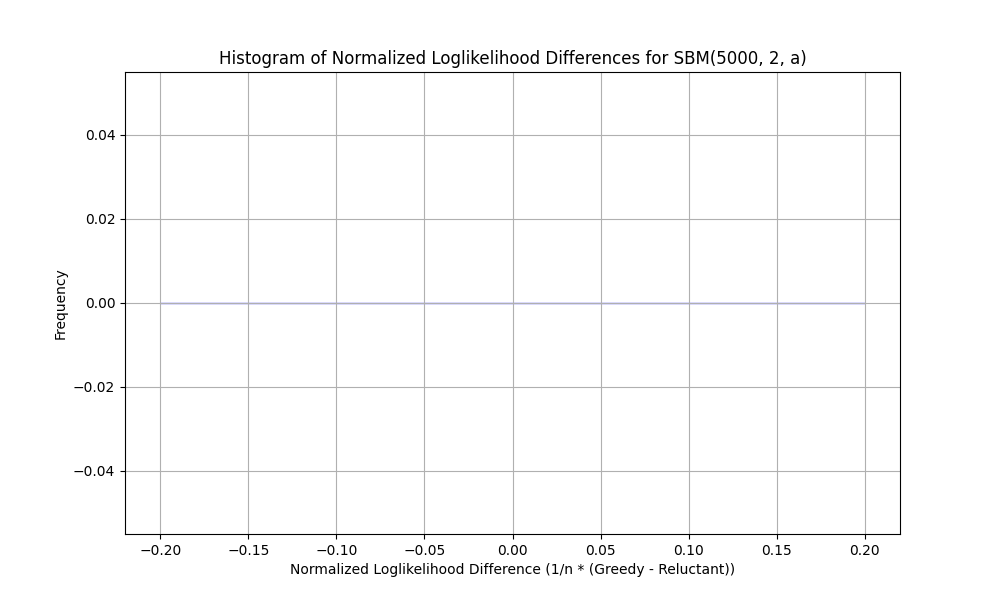 Histogram of Normalized Loglikelihood Differences for SBM(5000, 2, a)
0.04
0.02
0.00
−0.02
−0.04
Frequency
−0.20 −0.15 −0.10 −0.05 0.00 0.05 0.10 0.15 0.20
Normalized Loglikelihood Difference (1/n * (Greedy - Reluctant))